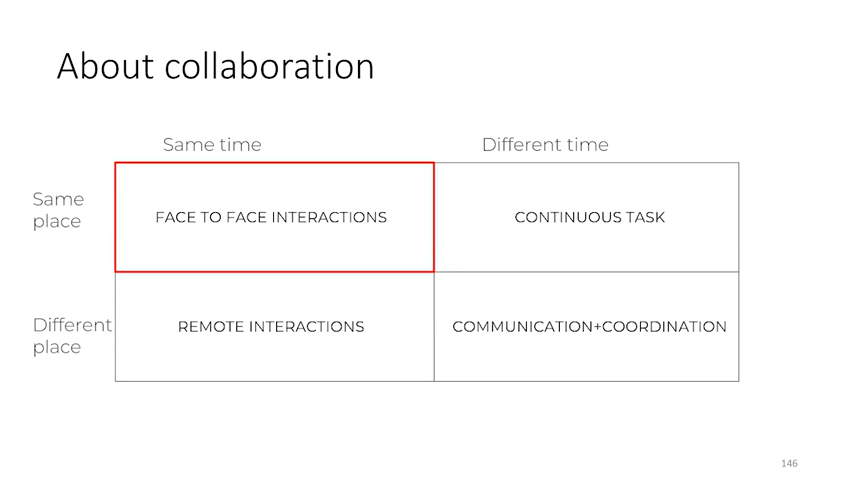 About collaboration
Same time
Different time
Same
place
FACE TO FACE INTERACTIONS
CONTINUOUS TASK
Different
place
REMOTE INTERACTIONS
COMMUNICATION+COORDINATION
146